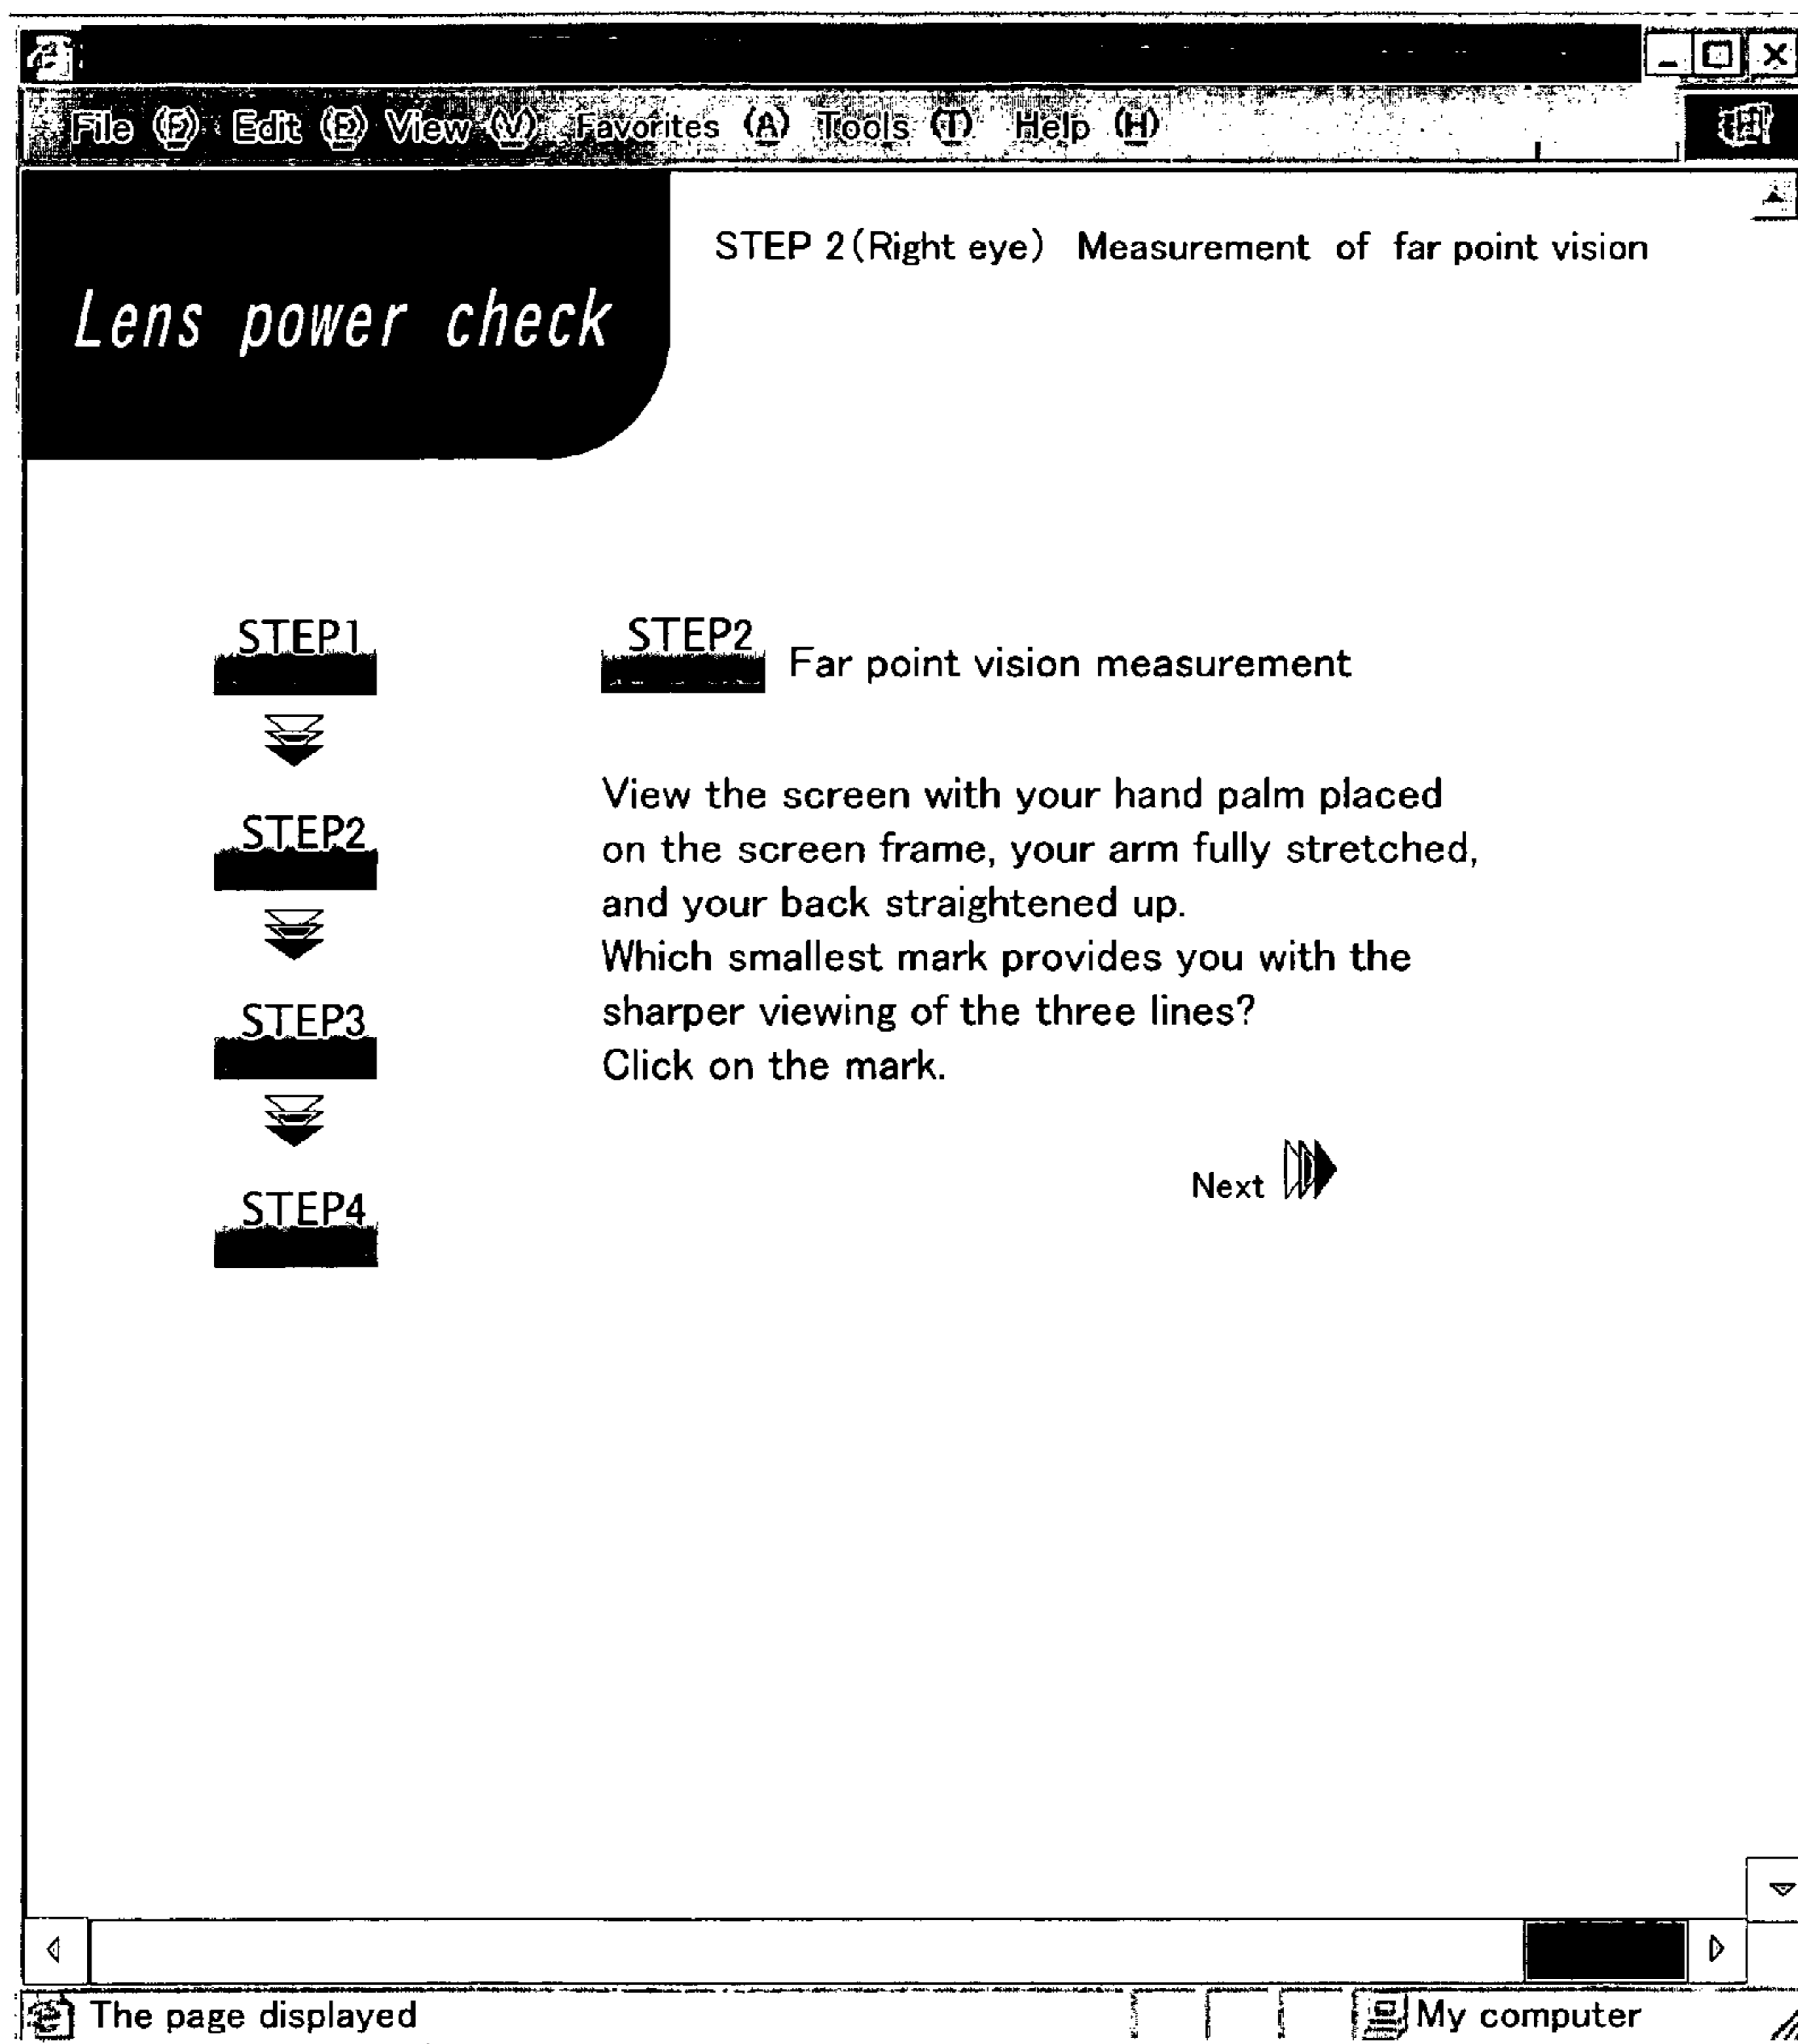 File (F) Edit (E) View (V) Favorites (A) Tools (T) Help (H)
STEP 2(Right eye) Measurement of far point vision
Lens power check
STEP1
STEP2
STEP3
STEP4
STEP2 Far point vision measurement
View the screen with your hand palm placed
on the screen frame, your arm fully stretched,
and your back straightened up.
Which smallest mark provides you with the
sharper viewing of the three lines?
Click on the mark.
Next
The page displayed
My computer